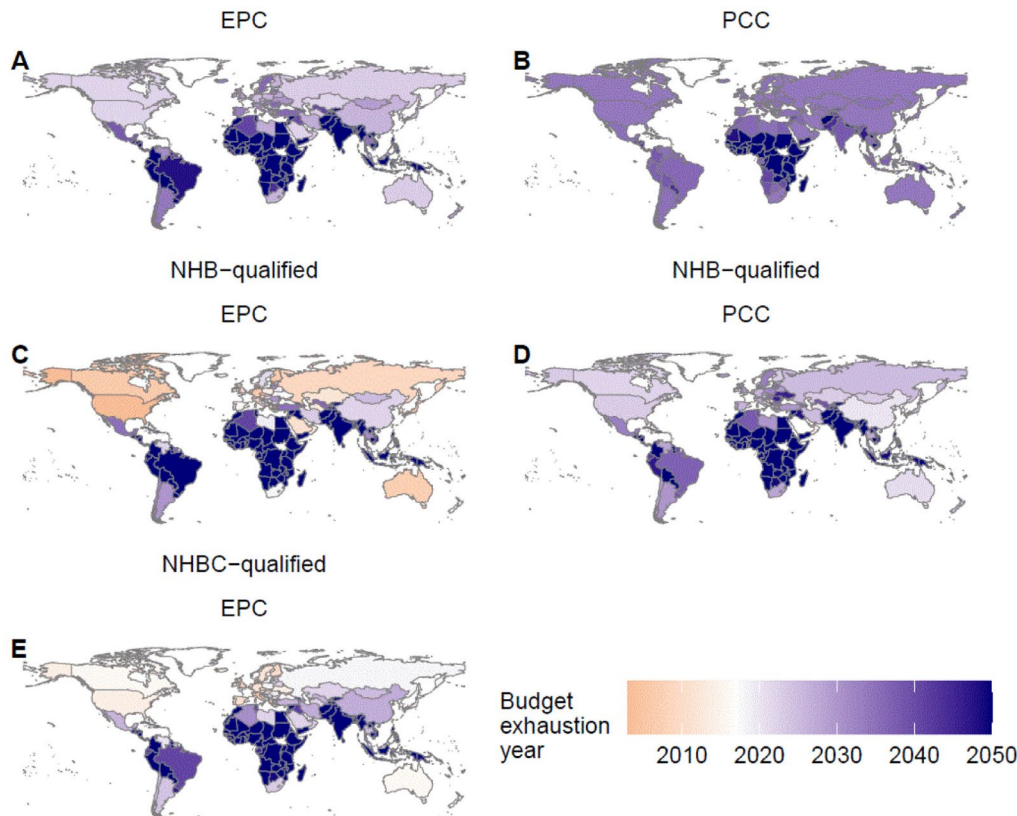 EPC
PCC
A
B
NHB−qualified
NHB−qualified
EPC
PCC
C
D
NHBC−qualified
EPC
E
Budget
exhaustion
year
2010 2020 2030 2040 2050